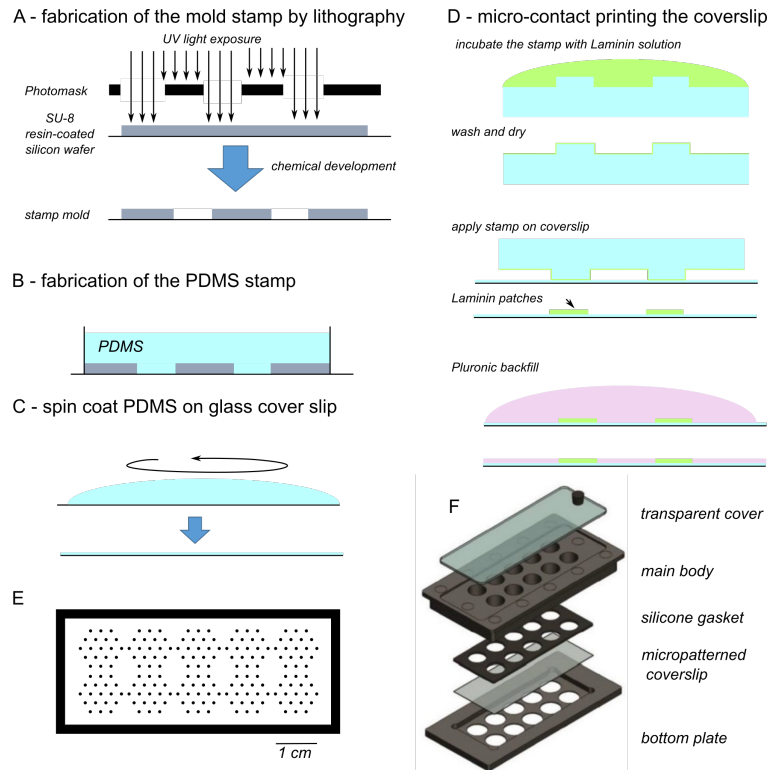 A - fabrication of the mold stamp by lithography
UV light exposure
Photomask
SU-8
resin-coated
silicon wafer
chemical development
stamp mold
B - fabrication of the PDMS stamp
PDMS
C - spin coat PDMS on glass cover slip
E
1 cm
D - micro-contact printing the coverslip
incubate the stamp with Laminin solution
wash and dry
apply stamp on coverslip
Laminin patches
Pluronic backfill
F
transparent cover
main body
silicone gasket
micropatterned
coverslip
bottom plate